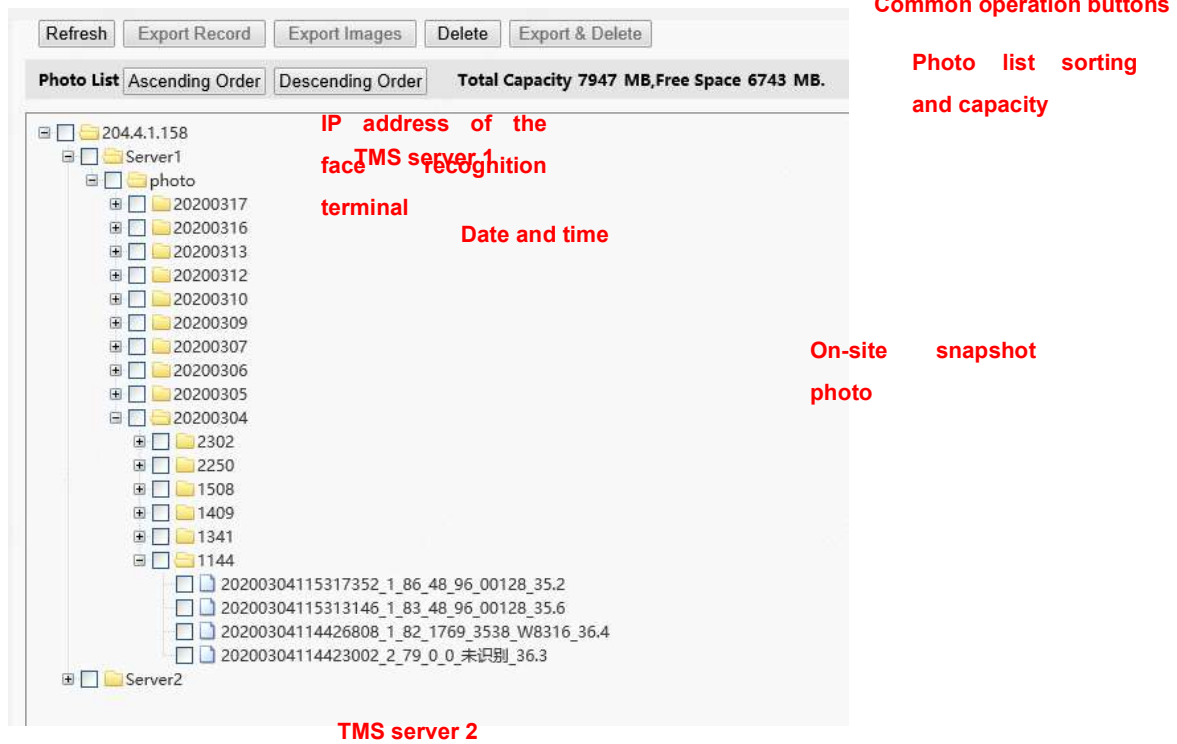 Common operation buttons
Refresh Export Record Export Images Delete Export & Delete
Photo list sorting
and capacity
Photo List Ascending Order Descending Order Total Capacity 7947 MB,Free Space 6743 MB.
IP address of the
face recognition
terminal
204.4.1.158
TMS server 1
Server1
photo
20200317
Date and time
20200316
20200313
20200312
20200310
20200309
20200307
On-site snapshot
photo
20200306
20200305
20200304
2302
2250
1508
1409
1341
1144
20200304115317352_1_86_48_96_00128_35.2
20200304115313146_1_83_48_96_00128_35.6
20200304114426808_1_82_1769_3538_W8316_36.4
20200304114423002_2_79_0_0_未识别_36.3
Server2
TMS server 2